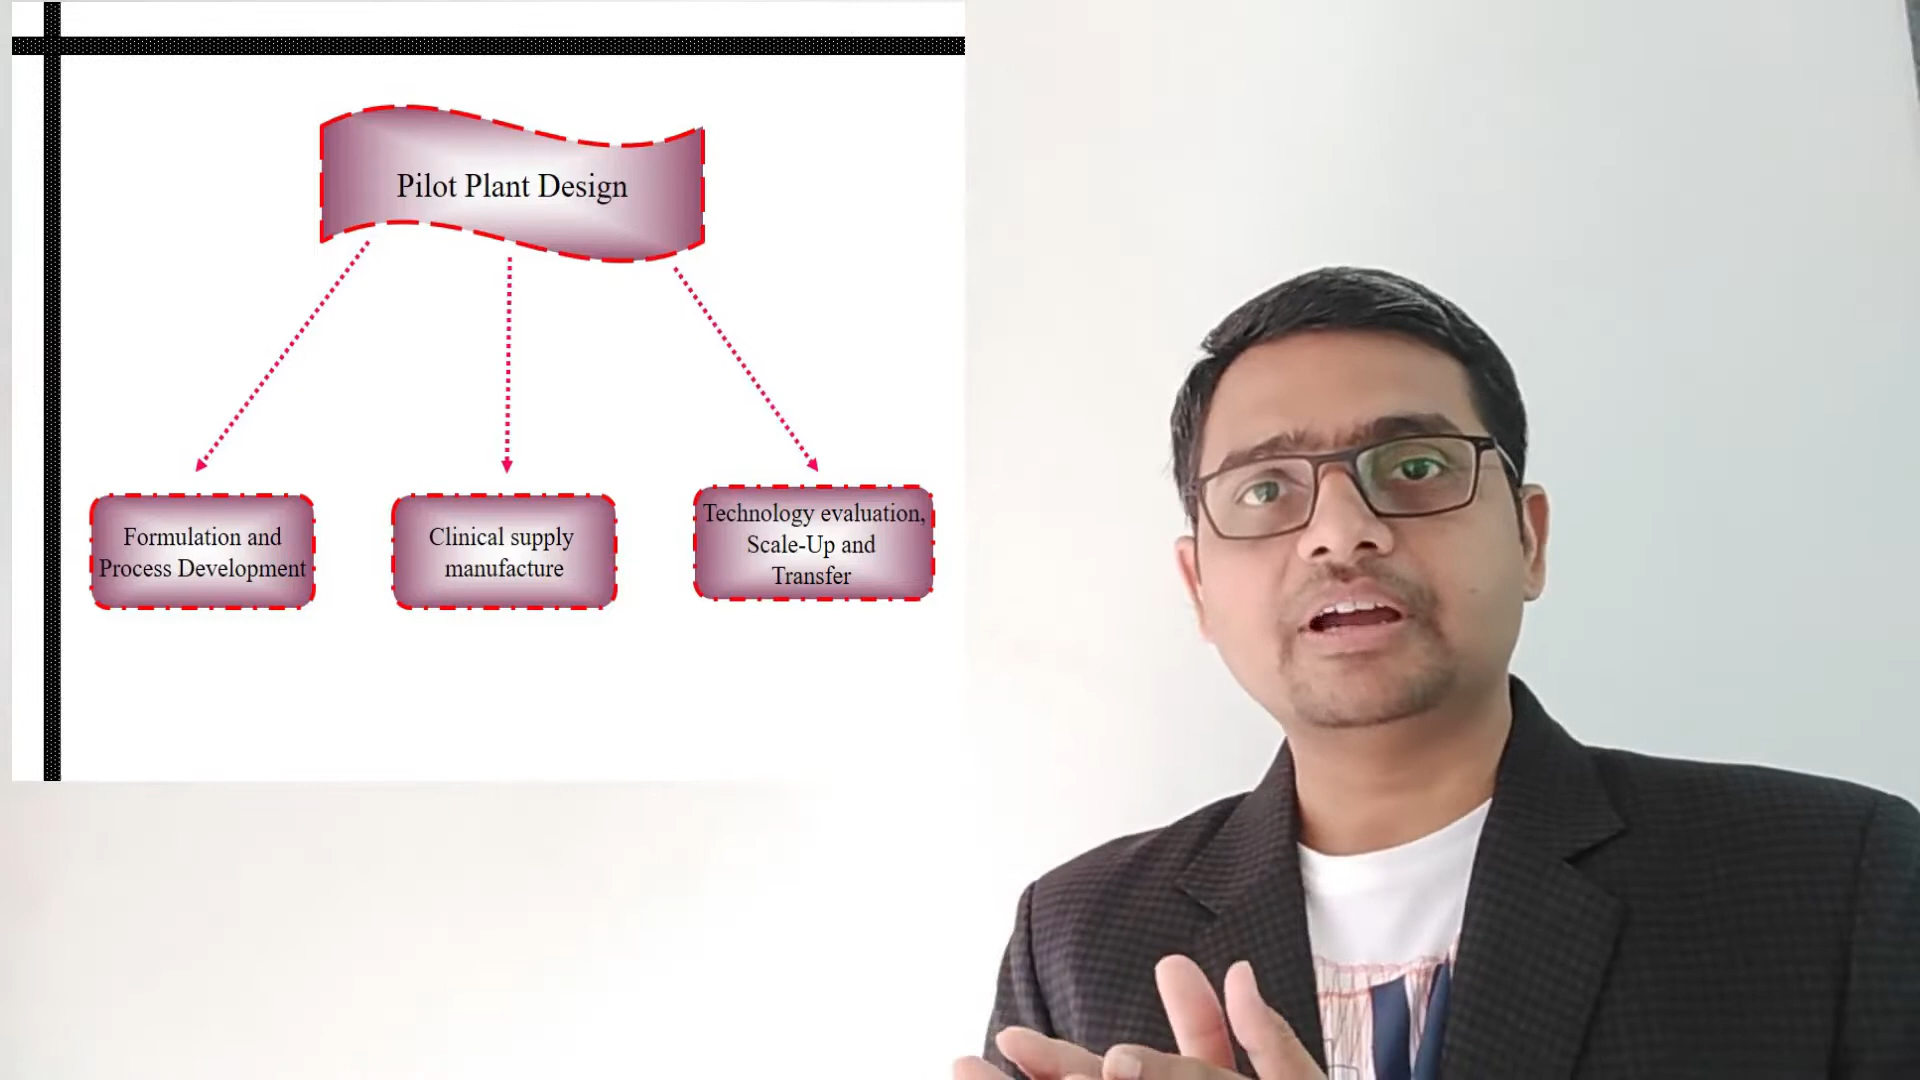 Pilot Plant Design
Formulation and
Process Development
Clinical supply
manufacture
Technology evaluation,
Scale-Up and
Transfer